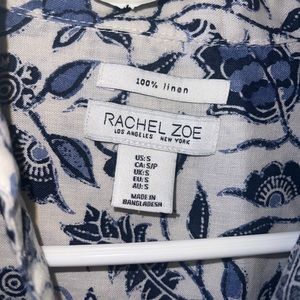 100% linen
RACHEL ZOE
LOS ANGELES NEW YORK
US:S
CA:S/P
UK:S
EU:S
AU:S
MADE IN
BANGLADESH